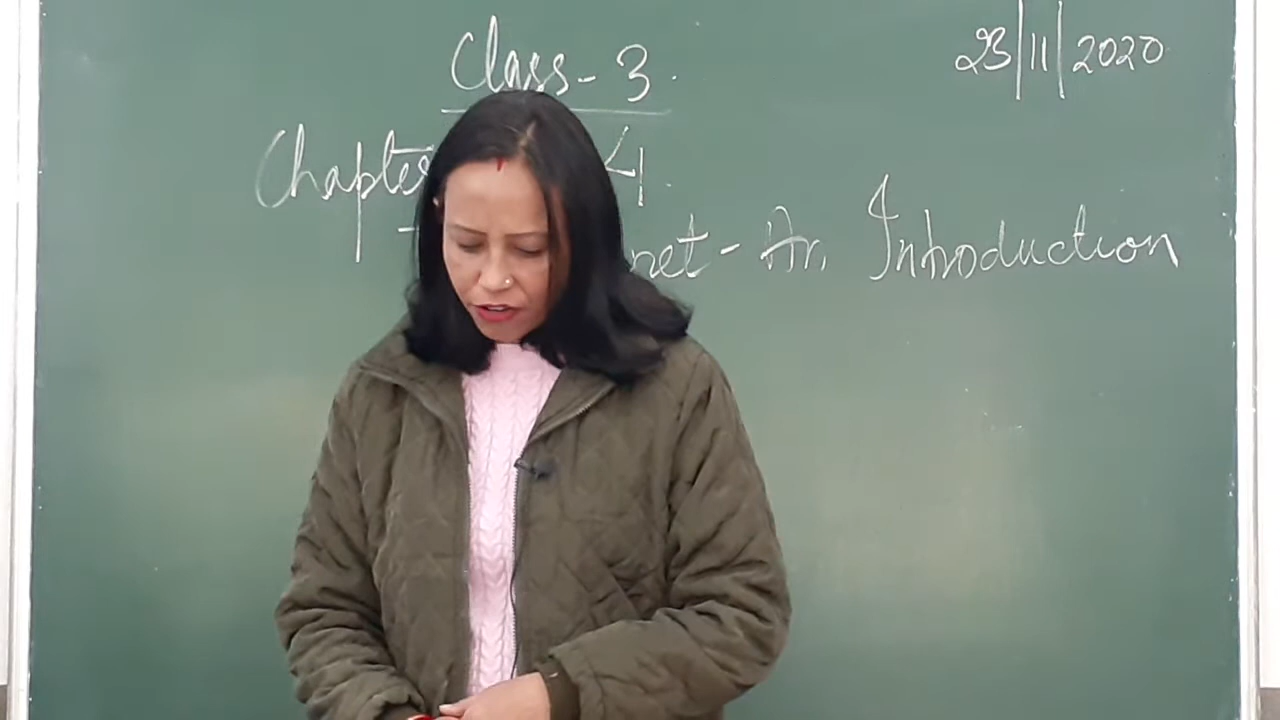 Class-3.
23/11/2020
Chapter 4.
net - An Introduction